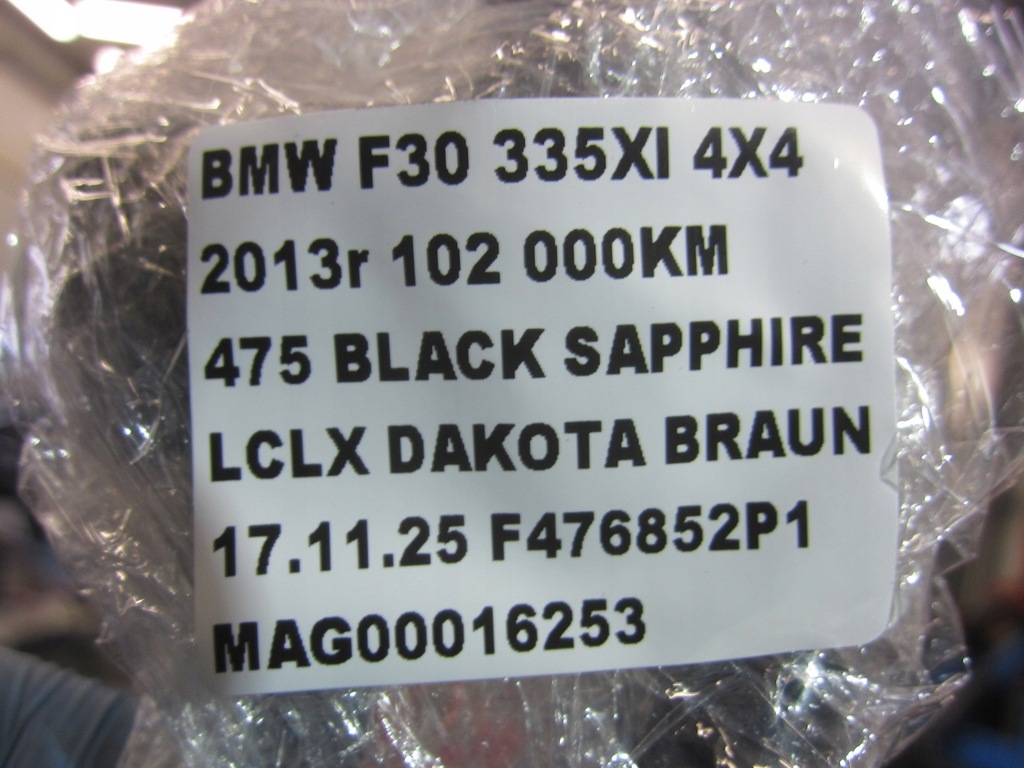 BMW F30 335XI 4X4
2013r 102 000KM
475 BLACK SAPPHIRE
LCLX DAKOTA BRAUN
17.11.25 F476852P1
MAG00016253